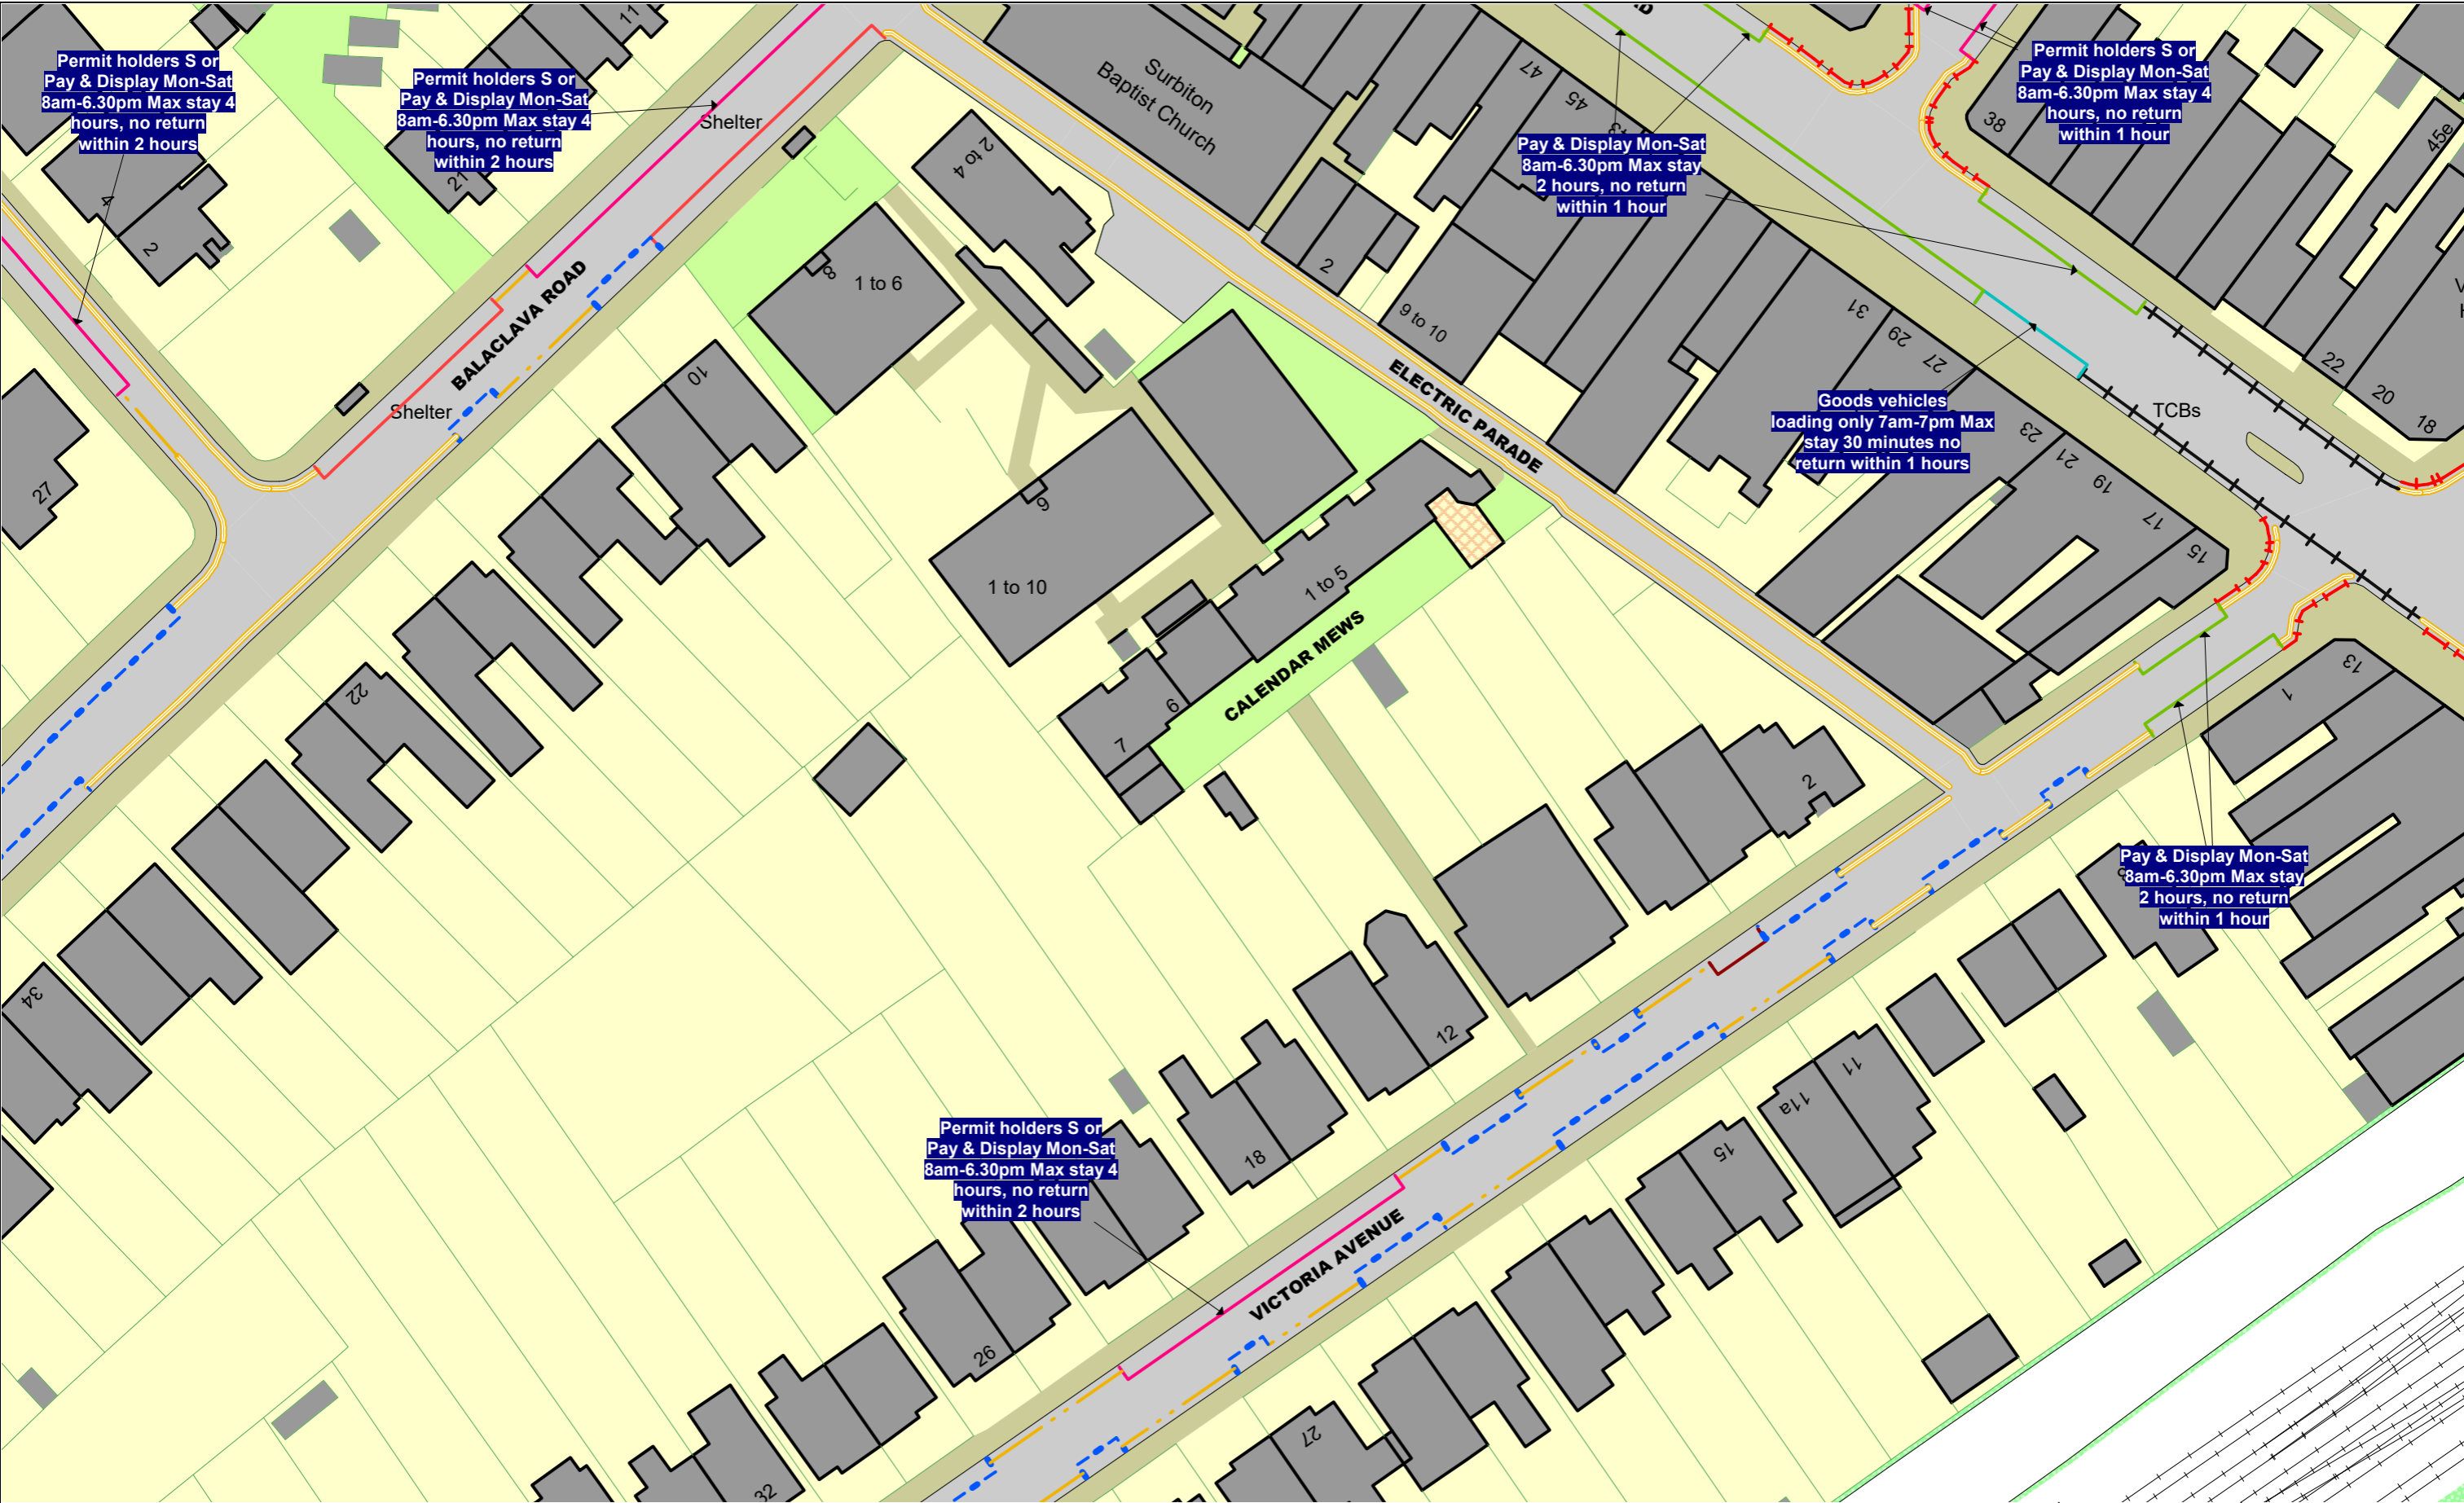 Permit holders S or
Pay & Display Mon-Sat
8am-6.30pm Max stay 4
hours, no return
within 2 hours
Permit holders S or
Pay & Display Mon-Sat
8am-6.30pm Max stay 4
hours, no return
within 2 hours
Permit holders S or
Pay & Display Mon-Sat
8am-6.30pm Max stay 4
hours, no return
within 1 hour
Pay & Display Mon-Sat
8am-6.30pm Max stay
2 hours, no return
within 1 hour
Goods vehicles
loading only 7am-7pm Max
stay 30 minutes no
return within 1 hours
Pay & Display Mon-Sat
8am-6.30pm Max stay
2 hours, no return
within 1 hour
Permit holders S or
Pay & Display Mon-Sat
8am-6.30pm Max stay 4
hours, no return
within 2 hours
Surbiton
Baptist Church
Shelter
Shelter
BALACLAVA ROAD
ELECTRIC PARADE
CALENDAR MEWS
VICTORIA AVENUE
TCBs
11
21
4
2
27
2 to 4
8
1 to 6
10
9
1 to 10
1 to 5
6
7
22
34
47
45
2
9 to 10
31
29
27
23
21
19
17
15
38
45e
22
20
18
13
1
2
12
18
26
32
11
11a
15
27